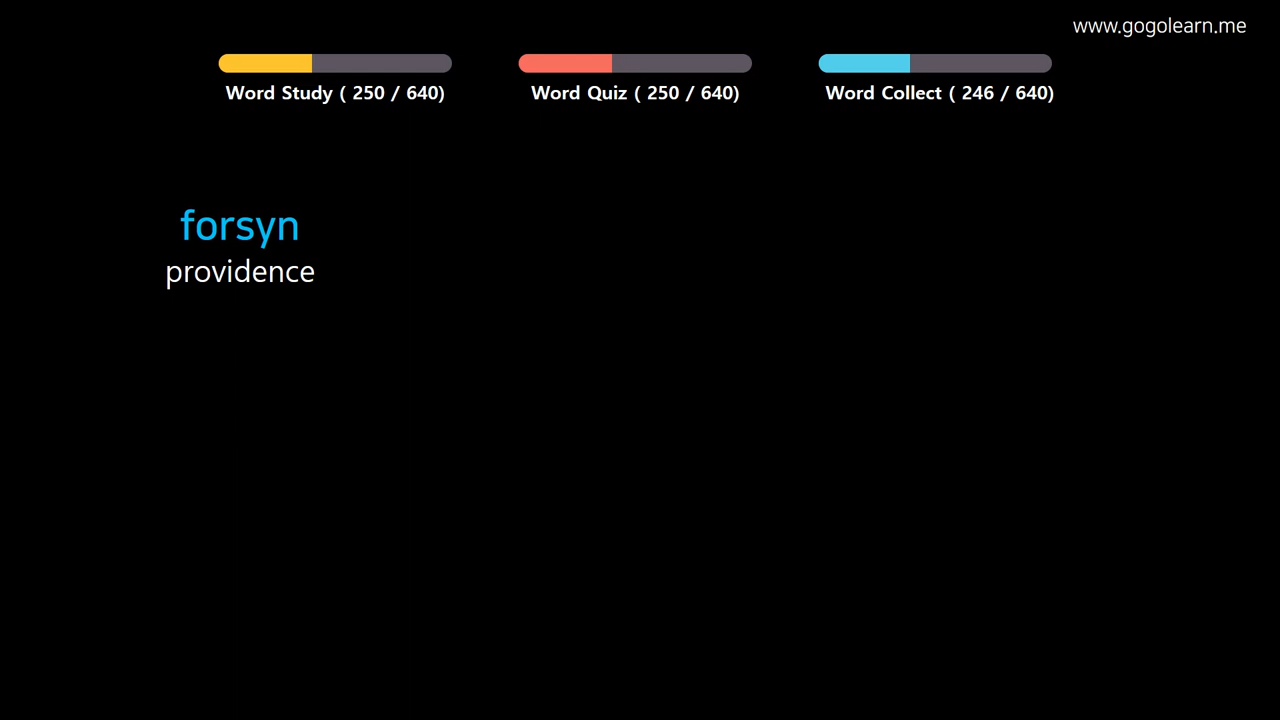 www.gogolearn.me
Word Study ( 250 / 640)
Word Quiz ( 250 / 640)
Word Collect ( 246 / 640)
forsyn
providence